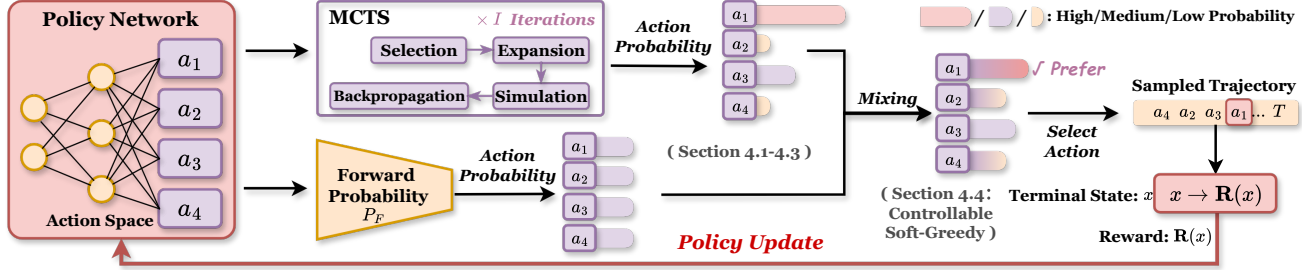 Policy Network
a₁
a₂
a₃
a₄
Action Space
MCTS
× I Iterations
Selection
Expansion
Backpropagation
Simulation
Forward
Probability
P_F
Action
Probability
a₁
a₂
a₃
a₄
Action
Probability
a₁
a₂
a₃
a₄
( Section 4.1-4.3 )
Mixing
/ / : High/Medium/Low Probability
a₁
a₂
a₃
a₄
√ Prefer
( Section 4.4:
Controllable
Soft-Greedy )
Select
Action
Sampled Trajectory
a₄ a₂ a₃ a₁ ... T
Terminal State: x
x → R(x)
Reward: R(x)
Policy Update